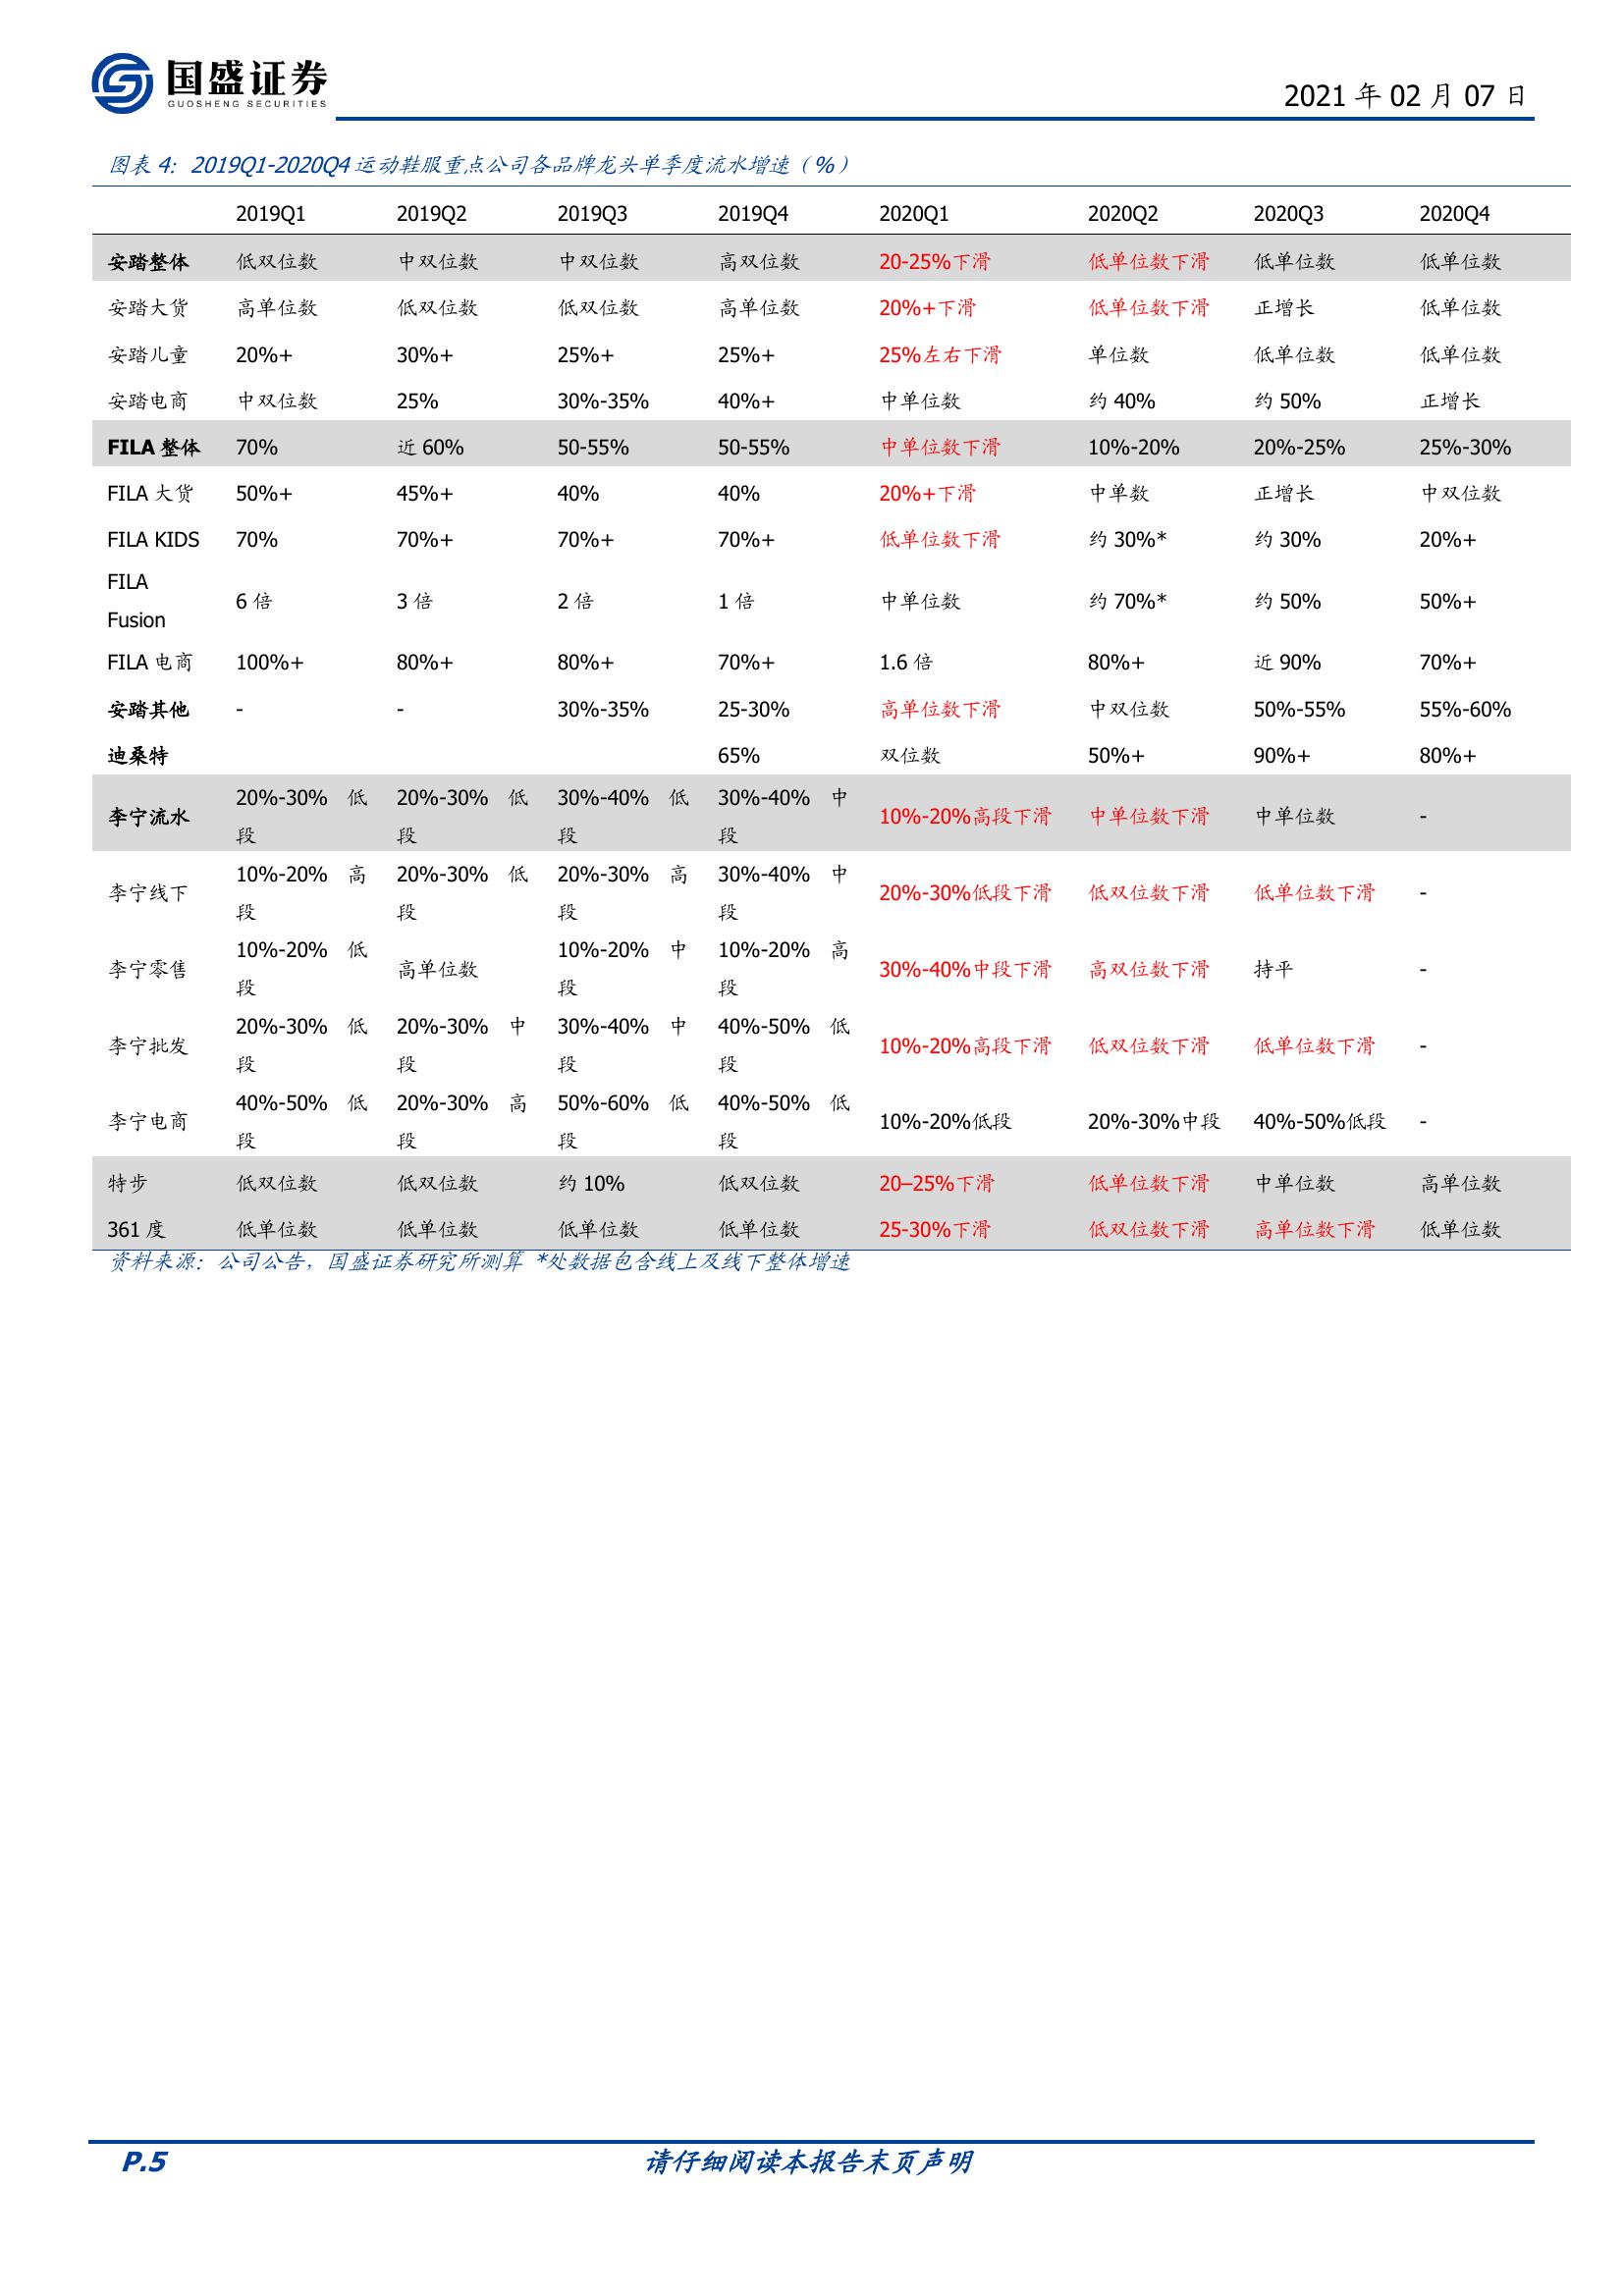 国盛证券
GUOSHENG SECURITIES
2021 年 02 月 07 日
图表 4：2019Q1-2020Q4 运动鞋服重点公司各品牌龙头单季度流水增速（%）
2019Q1 2019Q2 2019Q3 2019Q4 2020Q1 2020Q2 2020Q3 2020Q4
安踏整体 低双位数 中双位数 中双位数 高双位数 20-25%下滑 低单位数下滑 低单位数 低单位数
安踏大货 高单位数 低双位数 低双位数 高单位数 20%+下滑 低单位数下滑 正增长 低单位数
安踏儿童 20%+ 30%+ 25%+ 25%+ 25%左右下滑 单位数 低单位数 低单位数
安踏电商 中双位数 25% 30%-35% 40%+ 中单位数 约 40% 约 50% 正增长
FILA 整体 70% 近 60% 50-55% 50-55% 中单位数下滑 10%-20% 20%-25% 25%-30%
FILA 大货 50%+ 45%+ 40% 40% 20%+下滑 中单数 正增长 中双位数
FILA KIDS 70% 70%+ 70%+ 70%+ 低单位数下滑 约 30%* 约 30% 20%+
FILA
Fusion 6 倍 3 倍 2 倍 1 倍 中单位数 约 70%* 约 50% 50%+
FILA 电商 100%+ 80%+ 80%+ 70%+ 1.6 倍 80%+ 近 90% 70%+
安踏其他 - - 30%-35% 25-30% 高单位数下滑 中双位数 50%-55% 55%-60%
迪桑特 65% 双位数 50%+ 90%+ 80%+
20%-30% 低 20%-30% 低 30%-40% 低 30%-40% 中
李宁流水 10%-20%高段下滑 中单位数下滑 中单位数 -
段 段 段 段
10%-20% 高 20%-30% 低 20%-30% 高 30%-40% 中
李宁线下 20%-30%低段下滑 低双位数下滑 低单位数下滑 -
段 段 段 段
10%-20% 低 10%-20% 中 10%-20% 高
李宁零售 高单位数 30%-40%中段下滑 高双位数下滑 持平 -
段 段 段
20%-30% 低 20%-30% 中 30%-40% 中 40%-50% 低
李宁批发 10%-20%高段下滑 低双位数下滑 低单位数下滑 -
段 段 段 段
40%-50% 低 20%-30% 高 50%-60% 低 40%-50% 低
李宁电商 10%-20%低段 20%-30%中段 40%-50%低段 -
段 段 段 段
特步 低双位数 低双位数 约 10% 低双位数 20–25%下滑 低单位数下滑 中单位数 高单位数
361 度 低单位数 低单位数 低单位数 低单位数 25-30%下滑 低双位数下滑 高单位数下滑 低单位数
资料来源：公司公告，国盛证券研究所测算 *处数据包含线上及线下整体增速
P.5 请仔细阅读本报告末页声明